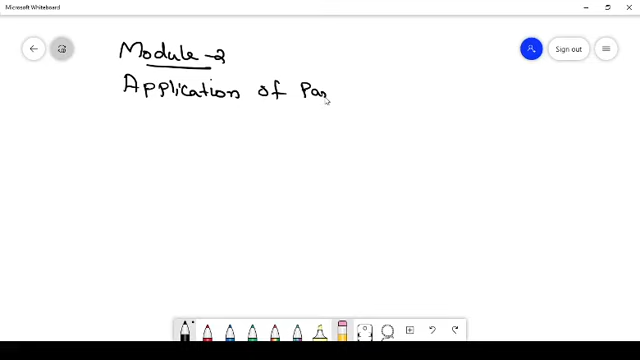 Microsoft Whiteboard
Sign out
Module-2
Application of Par